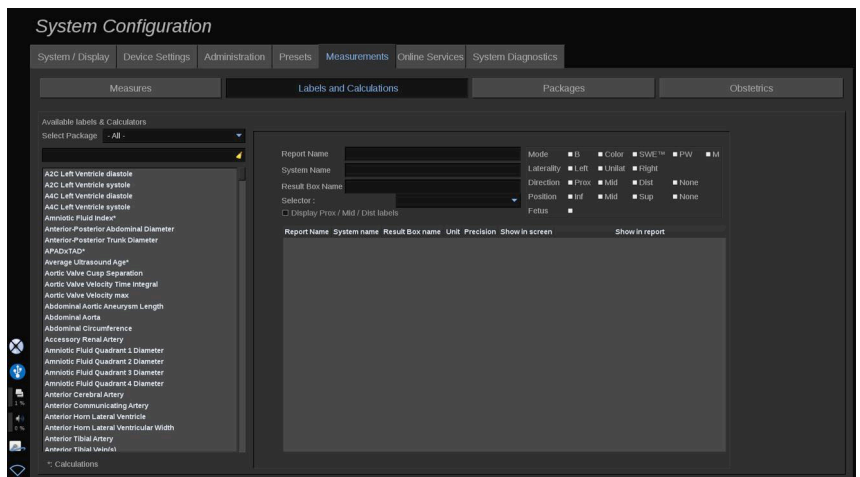 System Configuration
System / Display Device Settings Administration Presets Measurements Online Services System Diagnostics
Measures Labels and Calculations Packages Obstetrics
Available labels & Calculators
Select Package - All -
A2C Left Ventricle diastole
A2C Left Ventricle systole
A4C Left Ventricle diastole
A4C Left Ventricle systole
Amniotic Fluid Index*
Anterior-Posterior Abdominal Diameter
Anterior-Posterior Trunk Diameter
APADxTAD*
Average Ultrasound Age*
Aortic Valve Cusp Separation
Aortic Valve Velocity Time Integral
Aortic Valve Velocity max
Abdominal Aortic Aneurysm Length
Abdominal Aorta
Abdominal Circumference
Accessory Renal Artery
Amniotic Fluid Quadrant 1 Diameter
Amniotic Fluid Quadrant 2 Diameter
Amniotic Fluid Quadrant 3 Diameter
Amniotic Fluid Quadrant 4 Diameter
Anterior Cerebral Artery
Anterior Communicating Artery
Anterior Horn Lateral Ventricle
Anterior Horn Lateral Ventricular Width
Anterior Tibial Artery
Anterior Tibial Vein(s)
*: Calculations
Report Name
System Name
Result Box Name
Selector :
Display Prox / Mid / Dist labels
Mode B Color SWE™ PW M
Laterality Left Unilat Right
Direction Prox Mid Dist None
Position Inf Mid Sup None
Fetus
Report Name System name Result Box name Unit Precision Show in screen Show in report
1 %
0 %